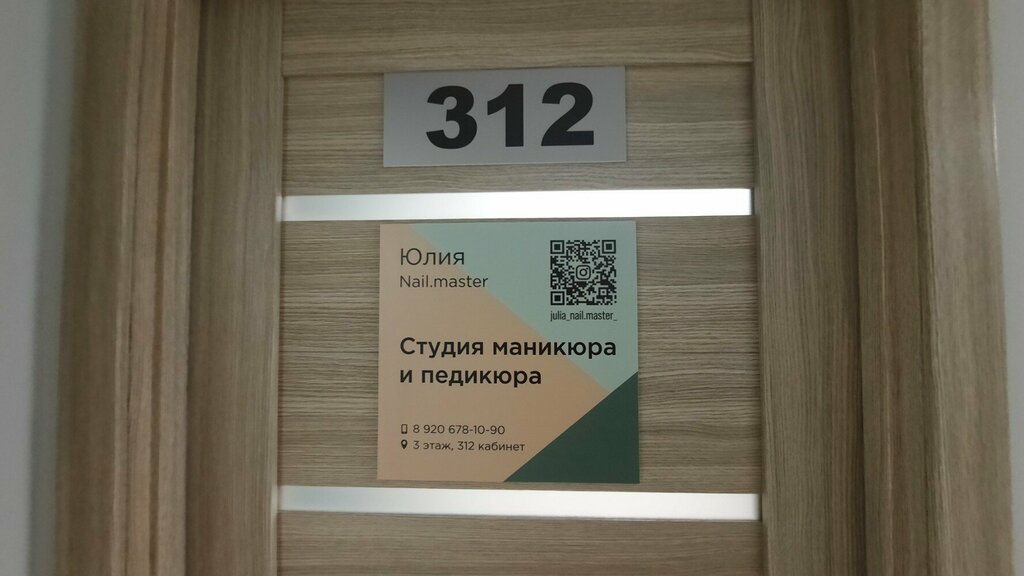 312
Юлия
Nail.master
julia_nail.master_
Студия маникюра
и педикюра
8 920 678-10-90
3 этаж, 312 кабинет